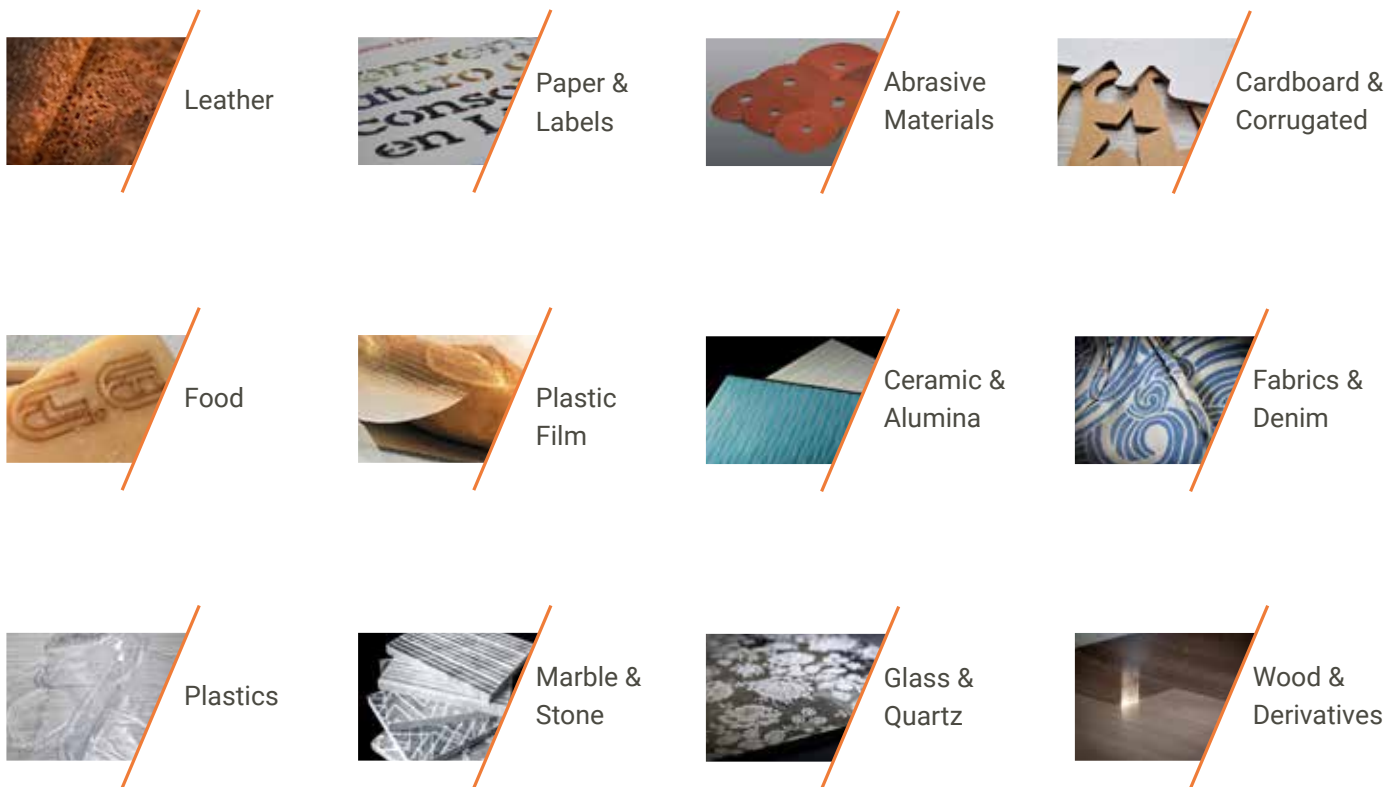 Leather
Paper &
Labels
Abrasive
Materials
Cardboard &
Corrugated
Food
Plastic
Film
Ceramic &
Alumina
Fabrics &
Denim
Plastics
Marble &
Stone
Glass &
Quartz
Wood &
Derivatives